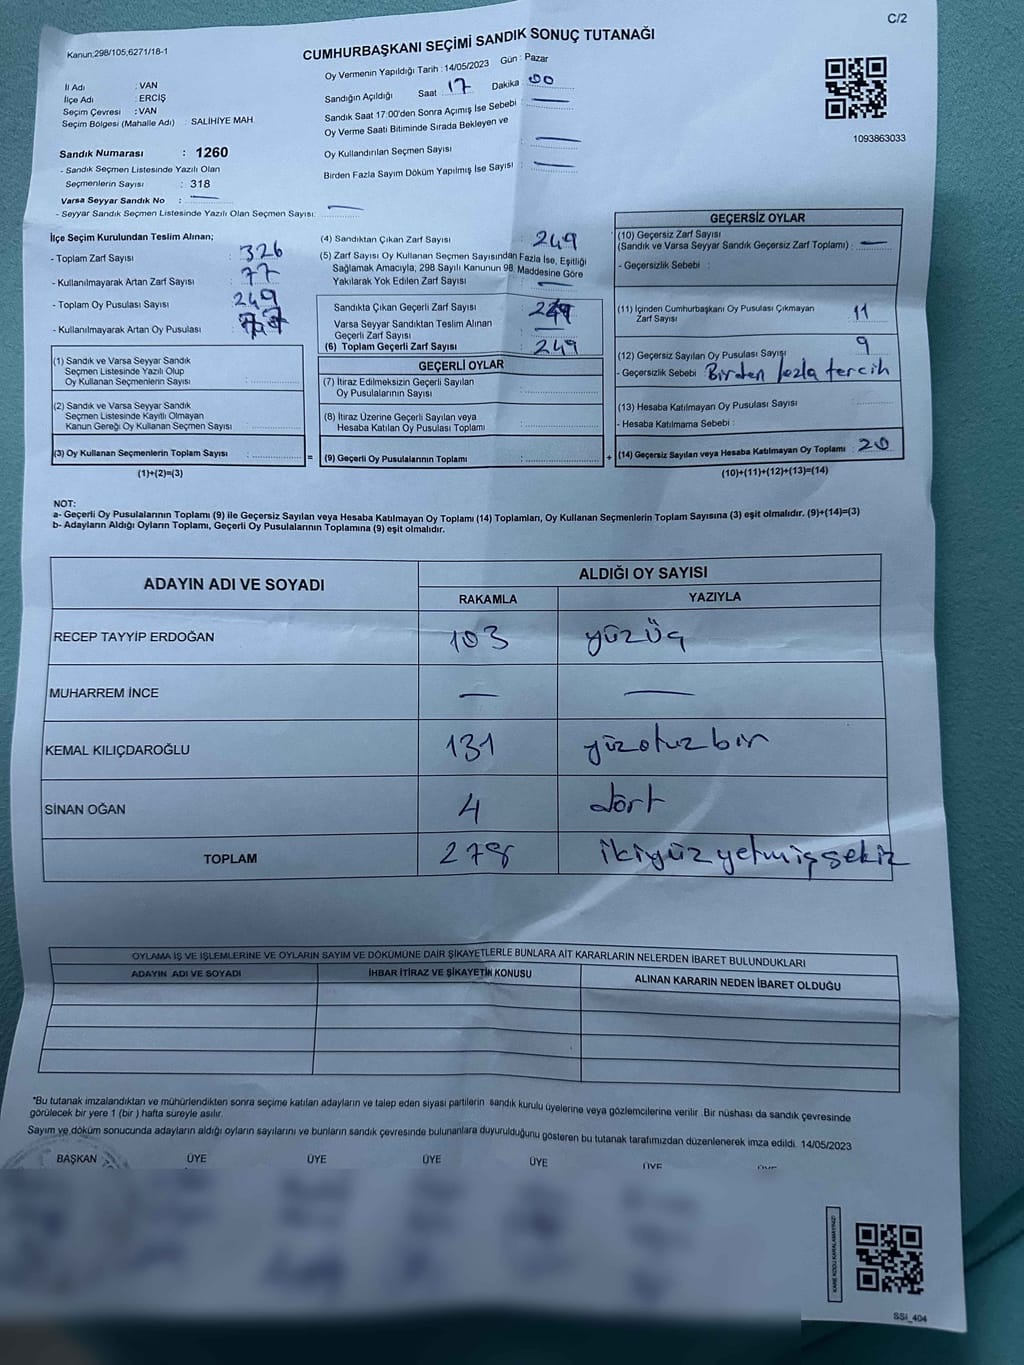 C/2
Kanun:298/105,6271/18-1
CUMHURBAŞKANI SEÇİMİ SANDIK SONUÇ TUTANAĞI
İl Adı : VAN
İlçe Adı : ERCİŞ
Seçim Çevresi : VAN
Seçim Bölgesi (Mahalle Adı) : SALİHİYE MAH
Sandık Numarası : 1260
- Sandık Seçmen Listesinde Yazılı Olan
Seçmenlerin Sayısı : 318
Varsa Seyyar Sandık No : —
- Seyyar Sandık Seçmen Listesinde Yazılı Olan Seçmen Sayısı: —
Oy Vermenin Yapıldığı Tarih : 14/05/2023 Gün : Pazar
Sandığın Açıldığı Saat 17 Dakika 00
Sandık Saat 17:00'den Sonra Açımış İse Sebebi : —
Oy Verme Saati Bitiminde Sırada Bekleyen ve
Oy Kullandırılan Seçmen Sayısı : —
Birden Fazla Sayım Döküm Yapılmış İse Sayısı : —
1093863033
İlçe Seçim Kurulundan Teslim Alınan;
- Toplam Zarf Sayısı : 326
- Kullanılmayarak Artan Zarf Sayısı : 77
- Toplam Oy Pusulası Sayısı : 249
- Kullanılmayarak Artan Oy Pusulası :
(1) Sandık ve Varsa Seyyar Sandık
Seçmen Listesinde Yazılı Olup
Oy Kullanan Seçmenlerin Sayısı :
(2) Sandık ve Varsa Seyyar Sandık
Seçmen Listesinde Kayıtlı Olmayan
Kanun Gereği Oy Kullanan Seçmen Sayısı :
(3) Oy Kullanan Seçmenlerin Toplam Sayısı :
(1)+(2)=(3)
(4) Sandıktan Çıkan Zarf Sayısı : 249
(5) Zarf Sayısı Oy Kullanan Seçmen Sayısından Fazla İse, Eşitliği
Sağlamak Amacıyla, 298 Sayılı Kanunun 98. Maddesine Göre
Yakılarak Yok Edilen Zarf Sayısı : —
Sandıkta Çıkan Geçerli Zarf Sayısı :
Varsa Seyyar Sandıktan Teslim Alınan
Geçerli Zarf Sayısı : —
(6) Toplam Geçerli Zarf Sayısı : 249
GEÇERLİ OYLAR
(7) İtiraz Edilmeksizin Geçerli Sayılan
Oy Pusulalarının Sayısı :
(8) İtiraz Üzerine Geçerli Sayılan veya
Hesaba Katılan Oy Pusulası Toplamı :
= (9) Geçerli Oy Pusulalarının Toplamı : +
GEÇERSİZ OYLAR
(10) Geçersiz Zarf Sayısı
(Sandık ve Varsa Seyyar Sandık Geçersiz Zarf Toplamı) : —
- Geçersizlik Sebebi :
(11) İçinden Cumhurbaşkanı Oy Pusulası Çıkmayan
Zarf Sayısı : 11
(12) Geçersiz Sayılan Oy Pusulası Sayısı : 9
- Geçersizlik Sebebi : Birden fazla tercih
(13) Hesaba Katılmayan Oy Pusulası Sayısı :
- Hesaba Katılmama Sebebi :
(14) Geçersiz Sayılan veya Hesaba Katılmayan Oy Toplamı : 20
(10)+(11)+(12)+(13)=(14)
NOT:
a- Geçerli Oy Pusulalarının Toplamı (9) ile Geçersiz Sayılan veya Hesaba Katılmayan Oy Toplamı (14) Toplamları, Oy Kullanan Seçmenlerin Toplam Sayısına (3) eşit olmalıdır. (9)+(14)=(3)
b- Adayların Aldığı Oyların Toplamı, Geçerli Oy Pusulalarının Toplamına (9) eşit olmalıdır.
ADAYIN ADI VE SOYADI ALDIĞI OY SAYISI
RAKAMLA YAZIYLA
RECEP TAYYİP ERDOĞAN 103 yüzüç
MUHARREM İNCE — —
KEMAL KILIÇDAROĞLU 131 yüzotuzbir
SİNAN OĞAN 4 dört
TOPLAM 278 ikiyüzyetmişsekiz
OYLAMA İŞ VE İŞLEMLERİNE VE OYLARIN SAYIM VE DÖKÜMÜNE DAİR ŞİKAYETLERLE BUNLARA AİT KARARLARIN NELERDEN İBARET BULUNDUKLARI
ADAYIN ADI VE SOYADI İHBAR İTİRAZ VE ŞİKAYETİN KONUSU ALINAN KARARIN NEDEN İBARET OLDUĞU
*Bu tutanak imzalandıktan ve mühürlendikten sonra seçime katılan adayların ve talep eden siyasi partilerin sandık kurulu üyelerine veya gözlemcilerine verilir. Bir nüshası da sandık çevresinde
görülecek bir yere 1 (bir ) hafta süreyle asılır.
Sayım ve döküm sonucunda adayların aldığı oyların sayılarını ve bunların sandık çevresinde bulunanlara duyurulduğunu gösteren bu tutanak tarafımızdan düzenlenerek imza edildi. 14/05/2023
BAŞKAN ÜYE ÜYE ÜYE ÜYE ÜYE ÜYE
KARE KODU KARALAMAYINIZ!
SSİ_404